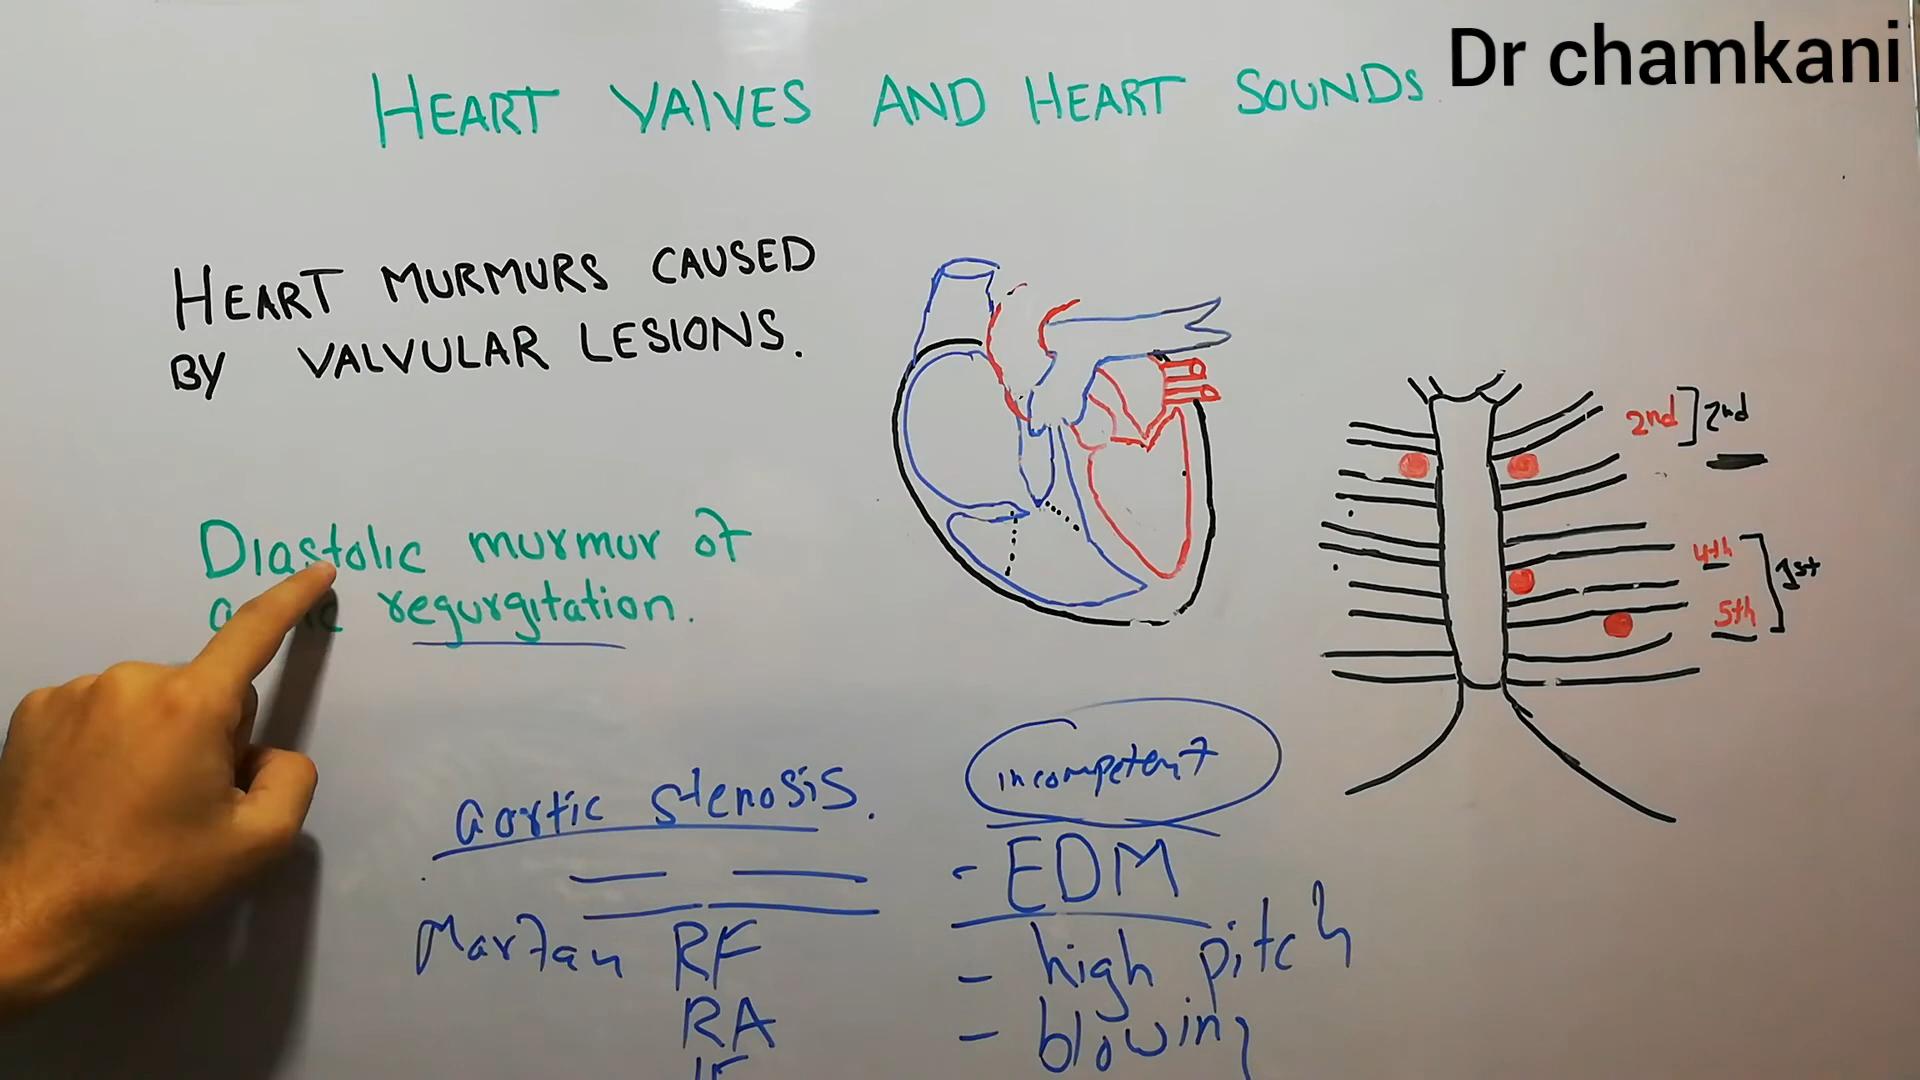 Dr chamkani
HEART VALVES AND HEART SOUNDS
HEART MURMURS CAUSED
BY VALVULAR LESIONS.
2nd 2nd
Diastolic murmur of
regurgitation.
4th 1st
5th
incompetent
aortic stenosis.
- EDM
Marfan RF
- high pitch
RA
- blowing